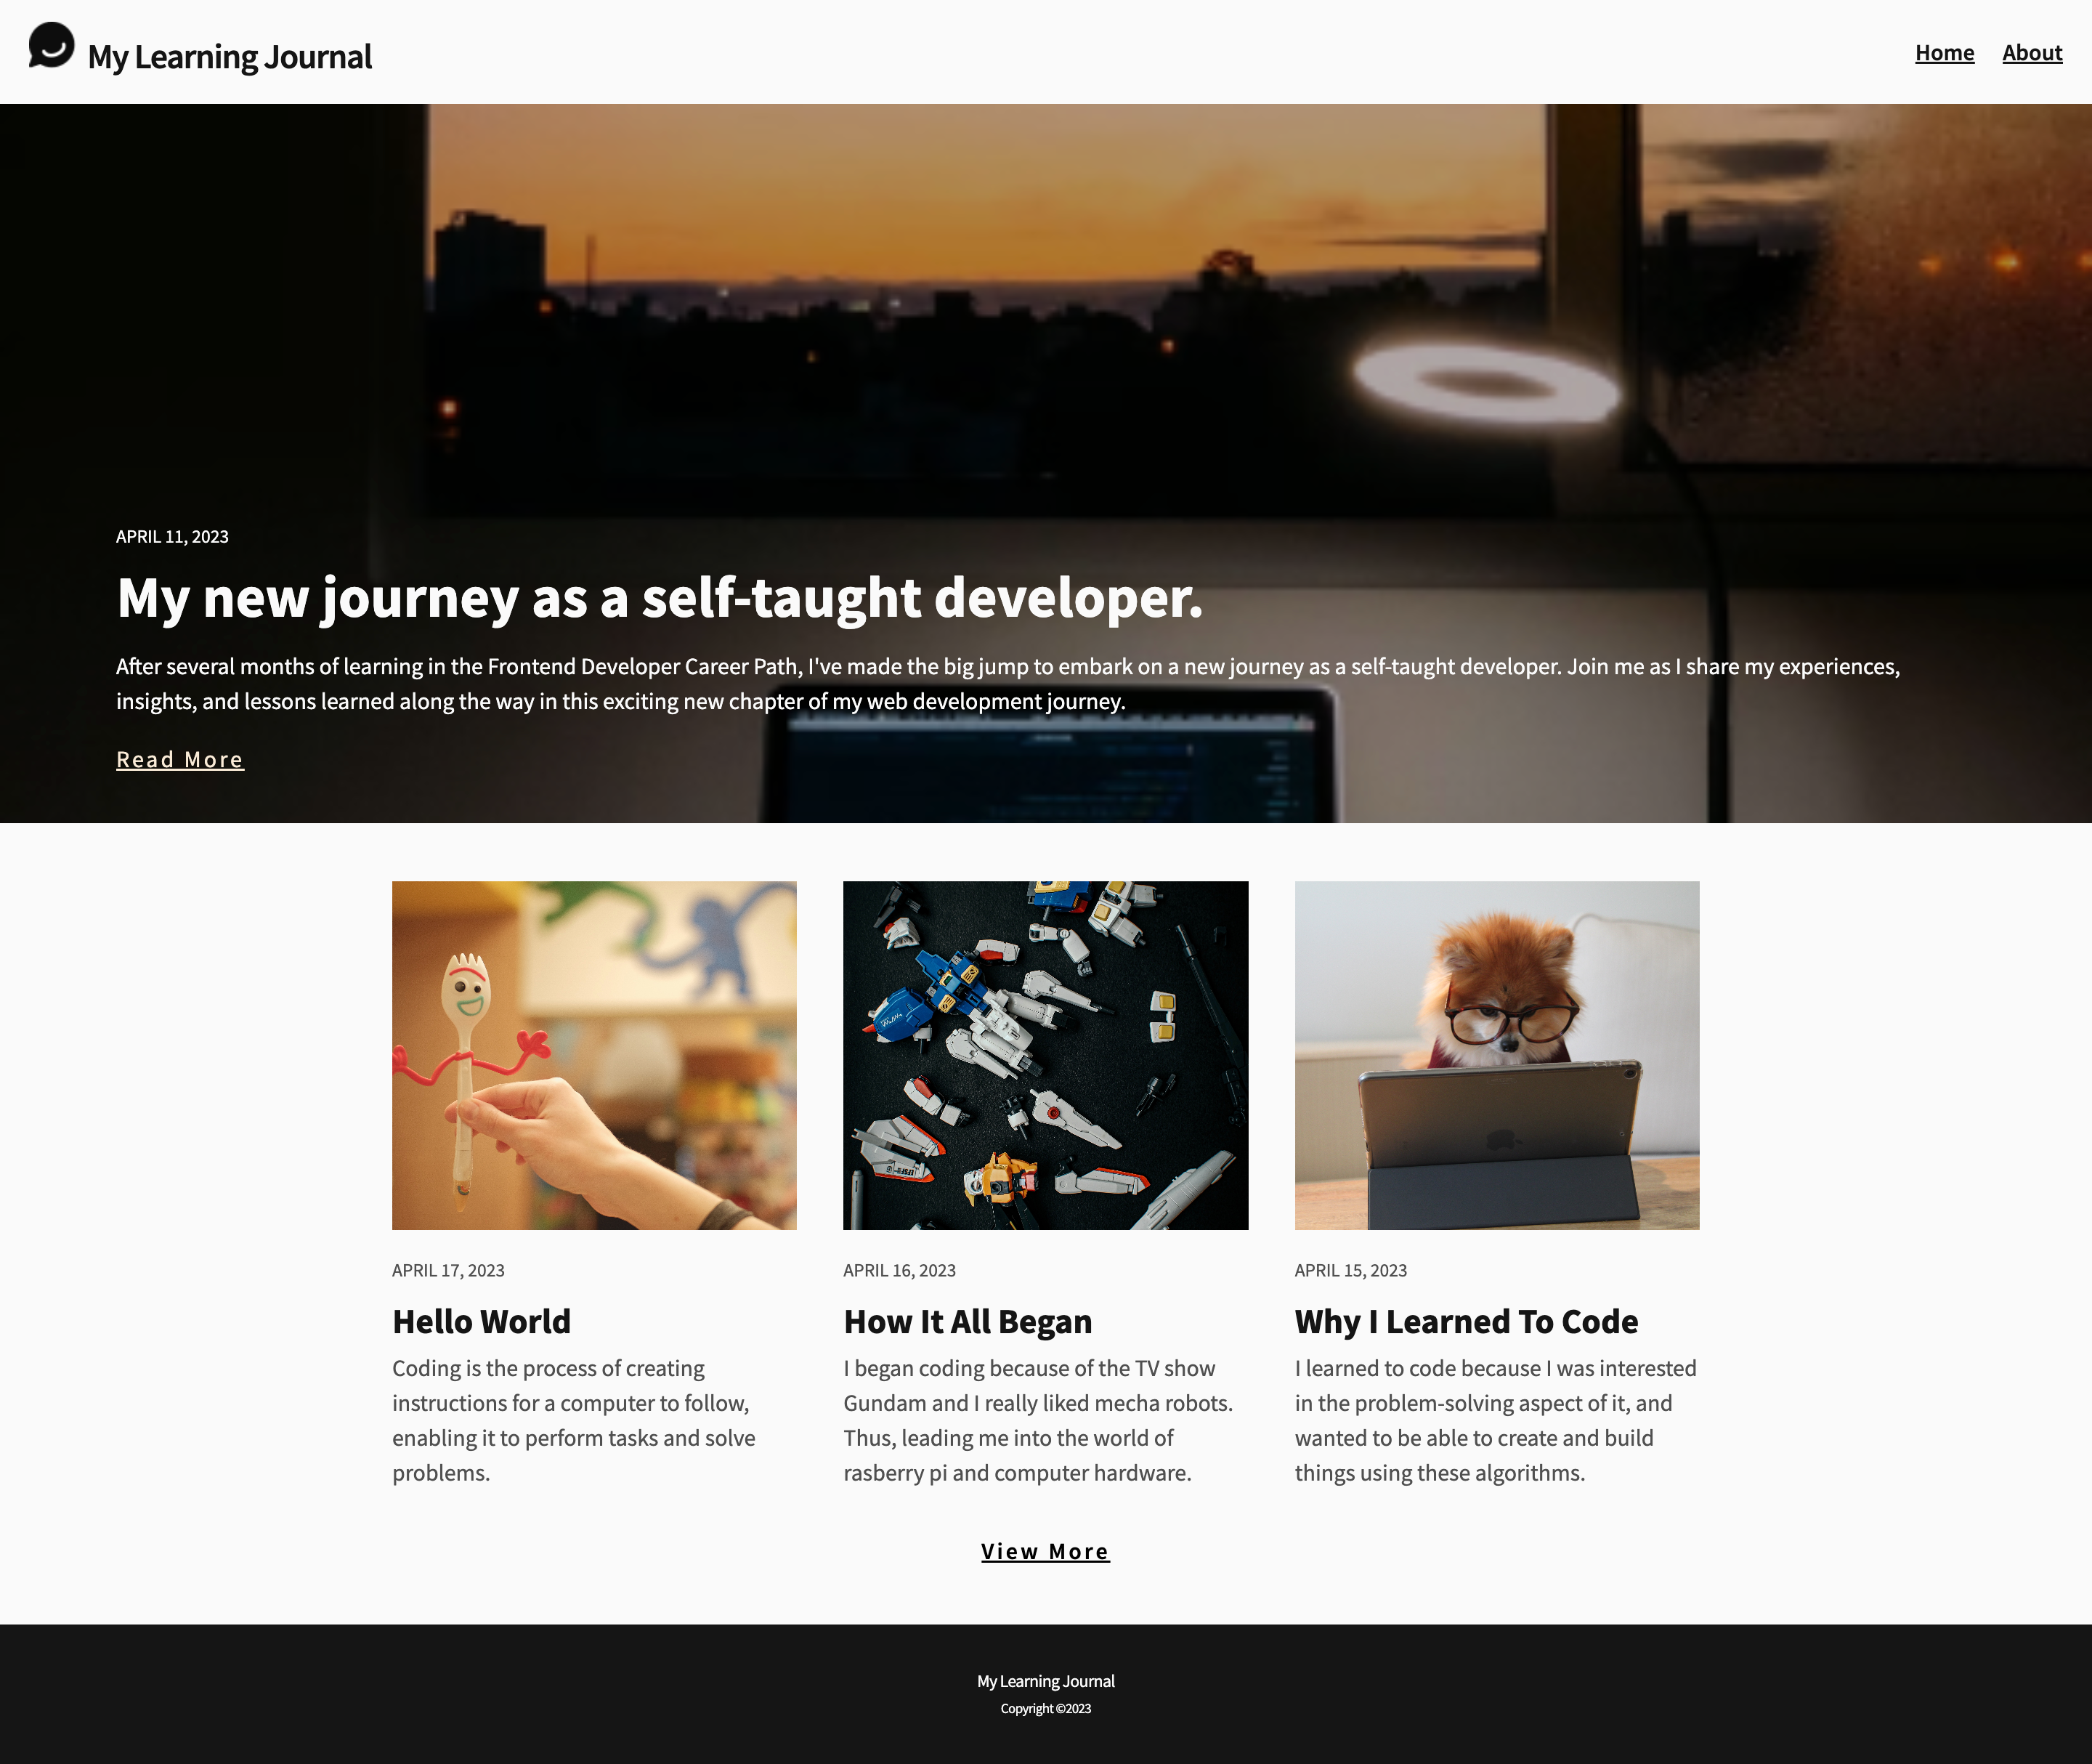 My Learning Journal
Home
About
APRIL 11, 2023
My new journey as a self-taught developer.
After several months of learning in the Frontend Developer Career Path, I've made the big jump to embark on a new journey as a self-taught developer. Join me as I share my experiences,
insights, and lessons learned along the way in this exciting new chapter of my web development journey.
Read More
APRIL 17, 2023
Hello World
Coding is the process of creating
instructions for a computer to follow,
enabling it to perform tasks and solve
problems.
APRIL 16, 2023
How It All Began
I began coding because of the TV show
Gundam and I really liked mecha robots.
Thus, leading me into the world of
rasberry pi and computer hardware.
APRIL 15, 2023
Why I Learned To Code
I learned to code because I was interested
in the problem-solving aspect of it, and
wanted to be able to create and build
things using these algorithms.
View More
My Learning Journal
Copyright ©2023